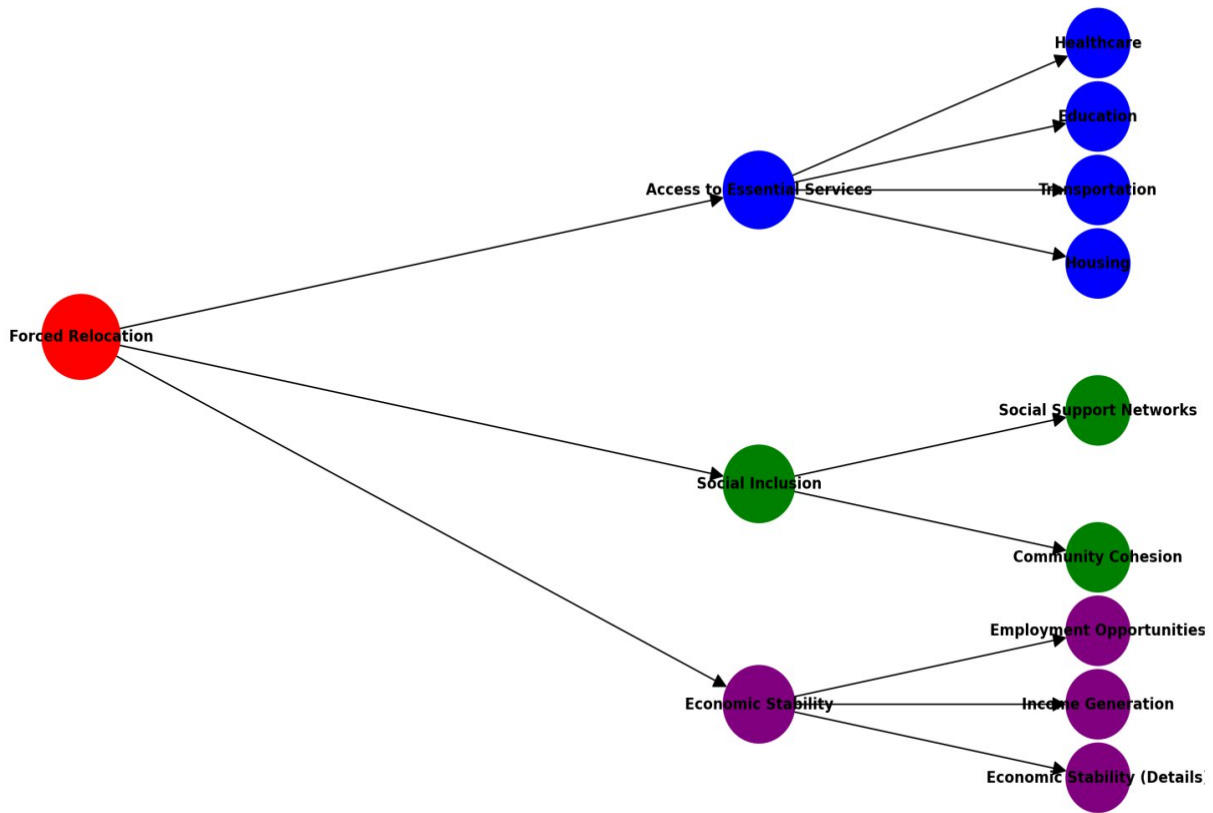 Healthcare
Education
Access to Essential Services
Transportation
Housing
Forced Relocation
Social Support Networks
Social Inclusion
Community Cohesion
Employment Opportunities
Economic Stability
Income Generation
Economic Stability (Details)